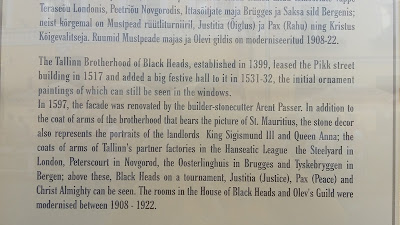 Teraseõu Londonis, Peetriõu Novgorodis, Ittasõitjate maja Brügges ja Saksa sild Bergenis;
neist kõrgemal on Mustpead rüütliturniiril, Justitia (Õiglus) ja Pax (Rahu) ning Kristus
Kõigevalitseja. Ruumid Mustpeade majas ja Olevi gildis on moderniseeritud 1908-22.
The Tallinn Brotherhood of Black Heads, established in 1399, leased the Pikk street
building in 1517 and added a big festive hall to it in 1531-32, the initial ornament
paintings of which can still be seen in the windows.
In 1597, the facade was renovated by the builder-stonecutter Arent Passer. In addition to
the coat of arms of the brotherhood that bears the picture of St. Mauritius, the stone decor
also represents the portraits of the landlords King Sigismund III and Queen Anna; the
coats of arms of Tallinn's partner factories in the Hanseatic League the Steelyard in
London, Peterscourt in Novgorod, the Oosterlinghuis in Brugges and Tyskebryggen in
Bergen; above these, Black Heads on a tournament, Justitia (Justice), Pax (Peace) and
Christ Almighty can be seen. The rooms in the House of Black Heads and Olev's Guild were
modernised between 1908 - 1922.